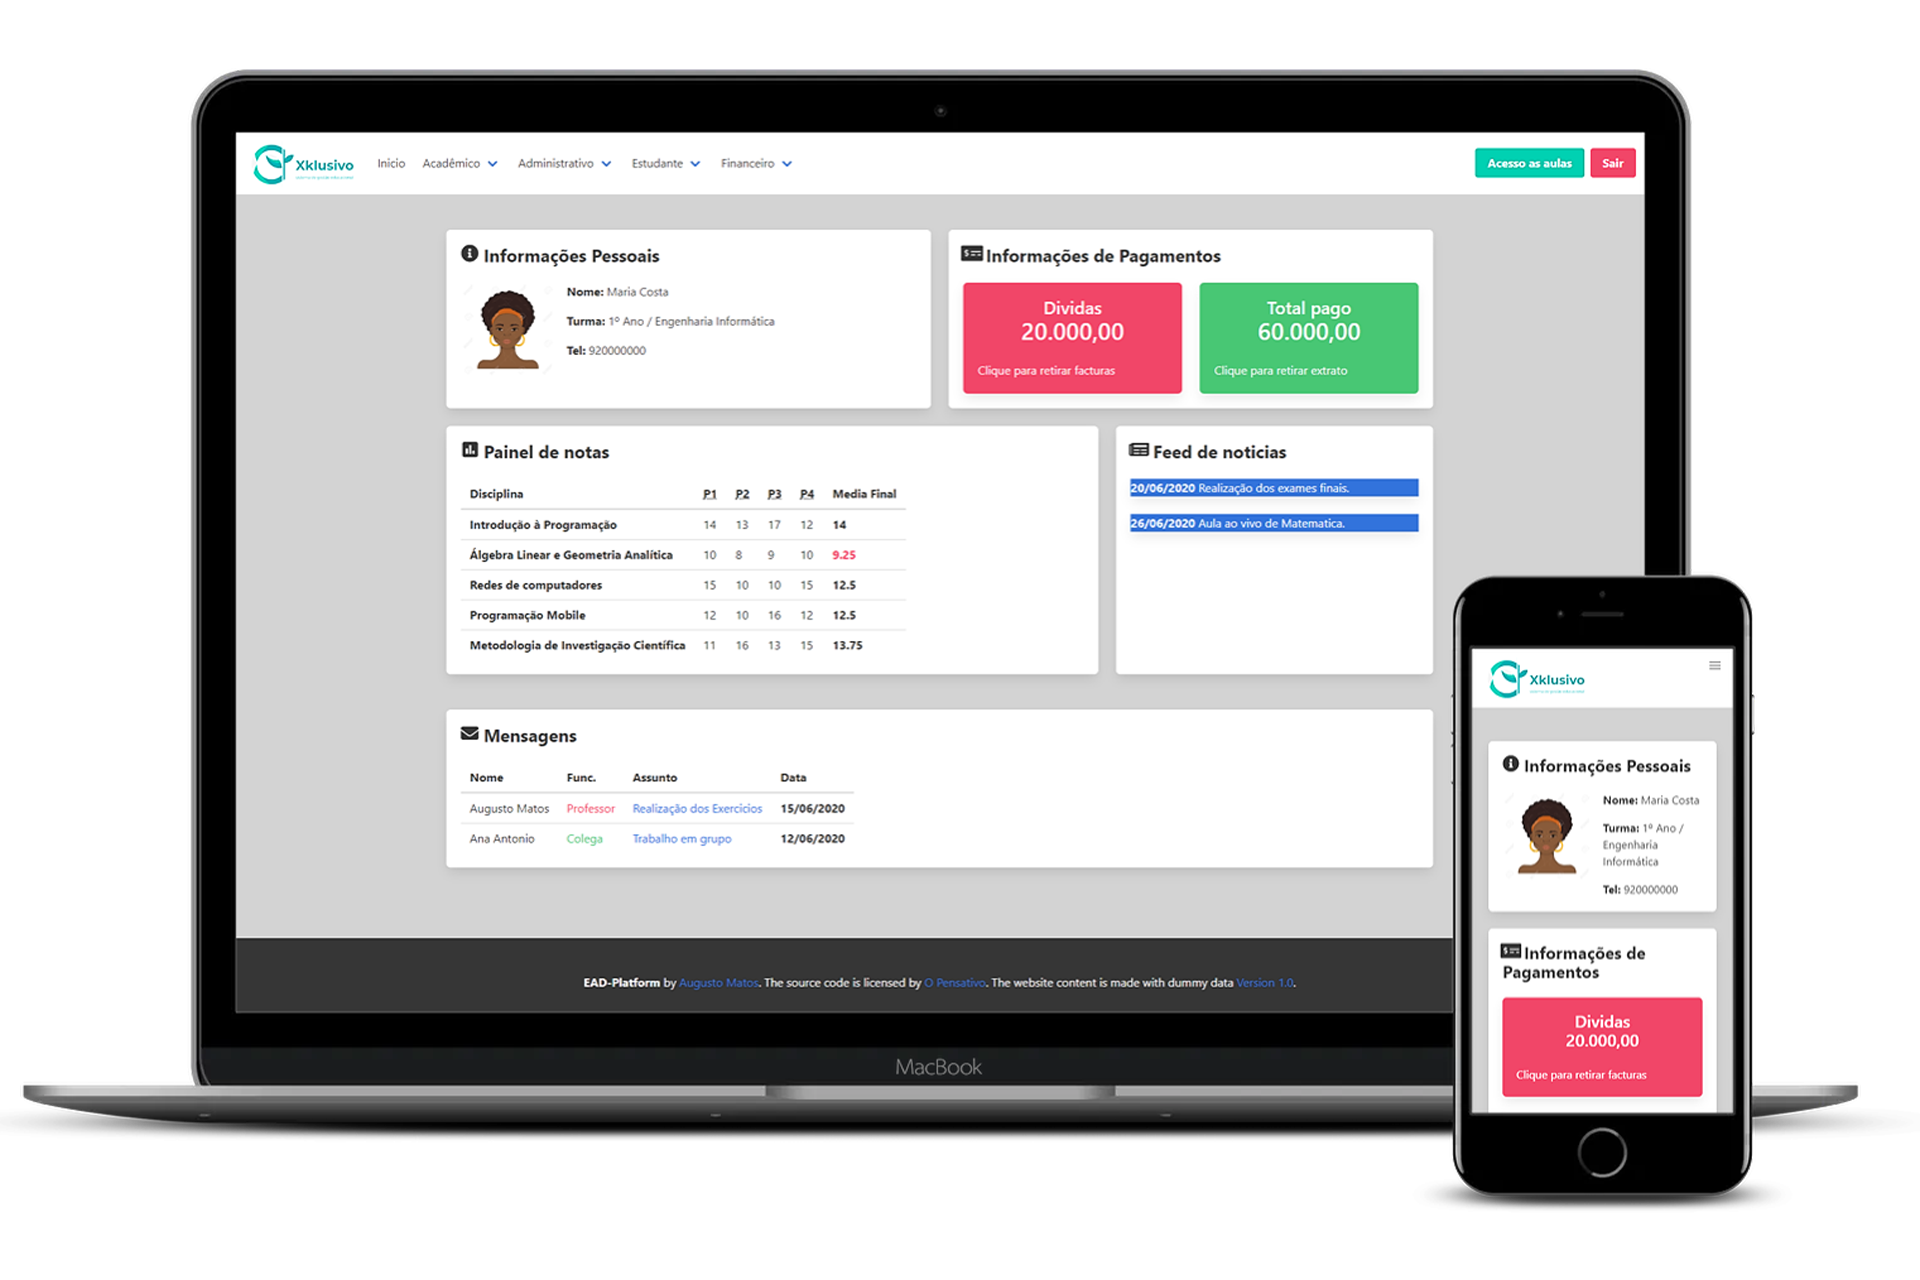 Xklusivo
Inicio Acadêmico Administrativo Estudante Financeiro
Acesso as aulas Sair
Informações Pessoais
Nome: Maria Costa
Turma: 1º Ano / Engenharia Informática
Tel: 920000000
Informações de Pagamentos
Dividas
20.000,00
Clique para retirar facturas
Total pago
60.000,00
Clique para retirar extrato
Painel de notas
Disciplina P1 P2 P3 P4 Media Final
Introdução à Programação 14 13 17 12 14
Álgebra Linear e Geometria Analítica 10 8 9 10 9.25
Redes de computadores 15 10 10 15 12.5
Programação Mobile 12 10 16 12 12.5
Metodologia de Investigação Científica 11 16 13 15 13.75
Feed de noticias
20/06/2020 Realização dos exames finais.
26/06/2020 Aula ao vivo de Matematica.
Mensagens
Nome Func. Assunto Data
Augusto Matos Professor Realização dos Exercicios 15/06/2020
Ana Antonio Colega Trabalho em grupo 12/06/2020
EAD-Platform by Augusto Matos. The source code is licensed by O Pensativo. The website content is made with dummy data Version 1.0.
MacBook
Xklusivo
Informações Pessoais
Nome: Maria Costa
Turma: 1º Ano /
Engenharia
Informática
Tel: 920000000
Informações de
Pagamentos
Dividas
20.000,00
Clique para retirar facturas